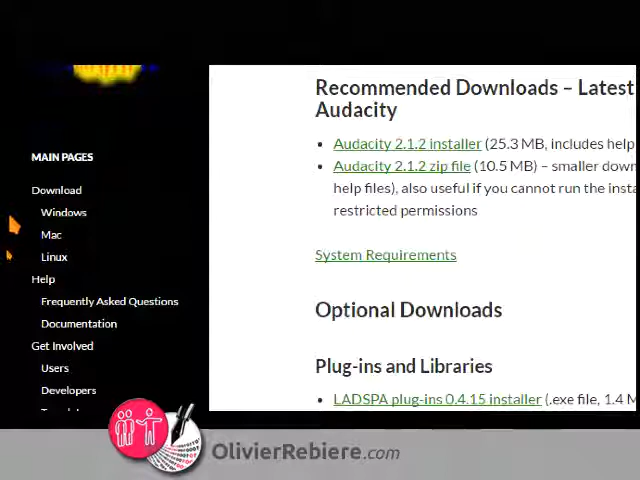 MAIN PAGES
Download
Windows
Mac
Linux
Help
Frequently Asked Questions
Documentation
Get Involved
Users
Developers
Recommended Downloads – Latest
Audacity
Audacity 2.1.2 installer (25.3 MB, includes help
Audacity 2.1.2 zip file (10.5 MB) – smaller down
help files), also useful if you cannot run the insta
restricted permissions
System Requirements
Optional Downloads
Plug-ins and Libraries
LADSPA plug-ins 0.4.15 installer (.exe file, 1.4 M
OlivierRebiere.com